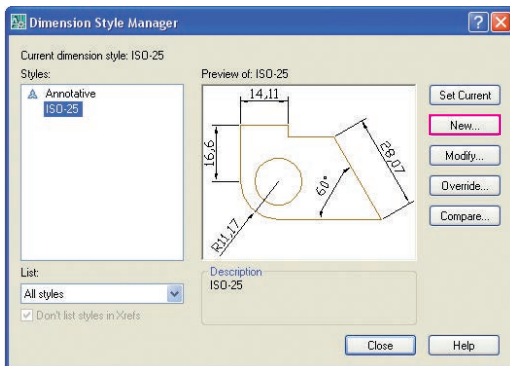 Dimension Style Manager
Current dimension style: ISO-25
Styles:
Annotative
ISO-25
Preview of: ISO-25
14,11
16,6
28,07
60°
R11,17
Set Current
New...
Modify...
Override...
Compare...
List:
All styles
Don't list styles in Xrefs
Description
ISO-25
Close
Help